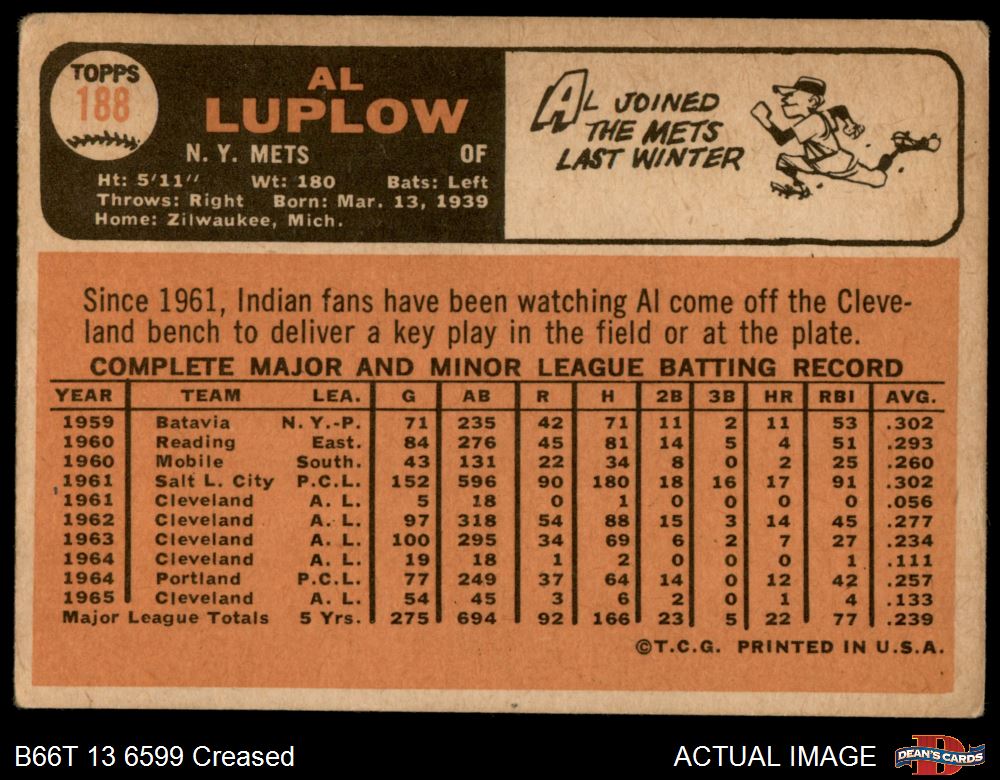 TOPPS
188
AL
LUPLOW
N. Y. METS OF
Ht: 5'11" Wt: 180 Bats: Left
Throws: Right Born: Mar. 13, 1939
Home: Zilwaukee, Mich.
AL JOINED
THE METS
LAST WINTER
Since 1961, Indian fans have been watching Al come off the Cleve-
land bench to deliver a key play in the field or at the plate.
COMPLETE MAJOR AND MINOR LEAGUE BATTING RECORD
YEAR TEAM LEA. G AB R H 2B 3B HR RBI AVG.
1959 Batavia N.Y.-P. 71 235 42 71 11 2 11 53 .302
1960 Reading East. 84 276 45 81 14 5 4 51 .293
1960 Mobile South. 43 131 22 34 8 0 2 25 .260
1961 Salt L. City P.C.L. 152 596 90 180 18 16 17 91 .302
1961 Cleveland A. L. 5 18 0 1 0 0 0 0 .056
1962 Cleveland A. L. 97 318 54 88 15 3 14 45 .277
1963 Cleveland A. L. 100 295 34 69 6 2 7 27 .234
1964 Cleveland A. L. 19 18 1 2 0 0 0 1 .111
1964 Portland P.C.L. 77 249 37 64 14 0 12 42 .257
1965 Cleveland A. L. 54 45 3 6 2 0 1 4 .133
Major League Totals 5 Yrs. 275 694 92 166 23 5 22 77 .239
©T.C.G. PRINTED IN U.S.A.
B66T 13 6599 Creased ACTUAL IMAGE
DEAN'S CARDS